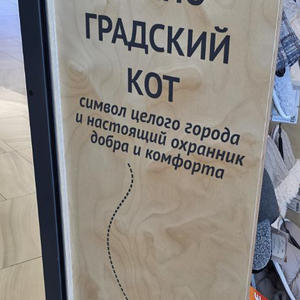 ГРАДСКИЙ
КОТ
символ целого города
и настоящий охранник
добра и комфорта